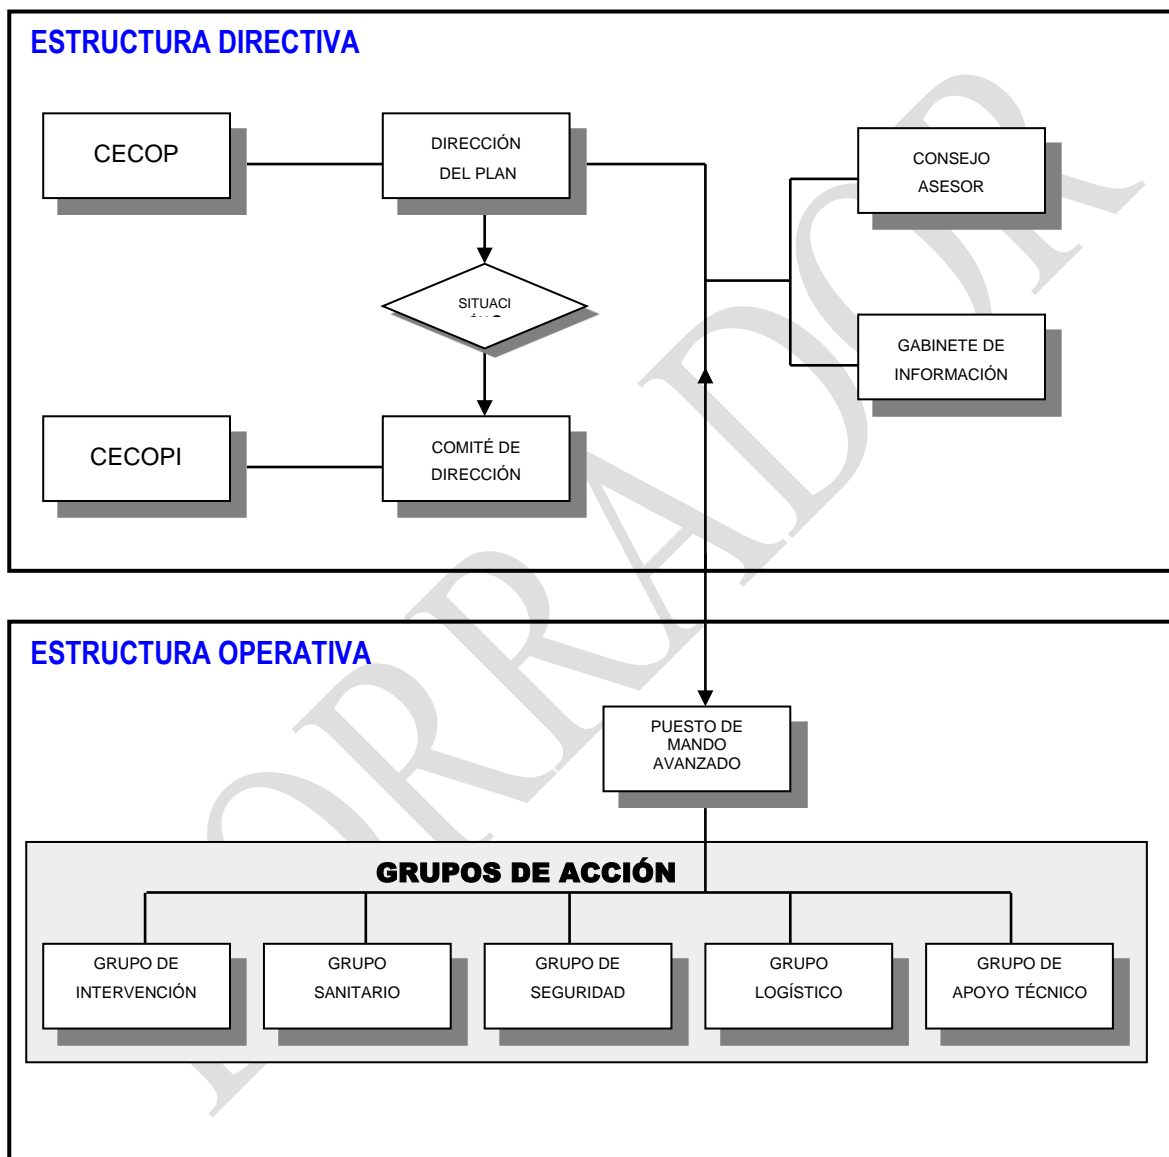 ESTRUCTURA DIRECTIVA
CECOP
DIRECCIÓN
DEL PLAN
CONSEJO
ASESOR
SITUACI
GABINETE DE
INFORMACIÓN
CECOPI
COMITÉ DE
DIRECCIÓN
ESTRUCTURA OPERATIVA
PUESTO DE
MANDO
AVANZADO
GRUPOS DE ACCIÓN
GRUPO DE
INTERVENCIÓN
GRUPO
SANITARIO
GRUPO DE
SEGURIDAD
GRUPO
LOGÍSTICO
GRUPO DE
APOYO TÉCNICO
BORRADOR